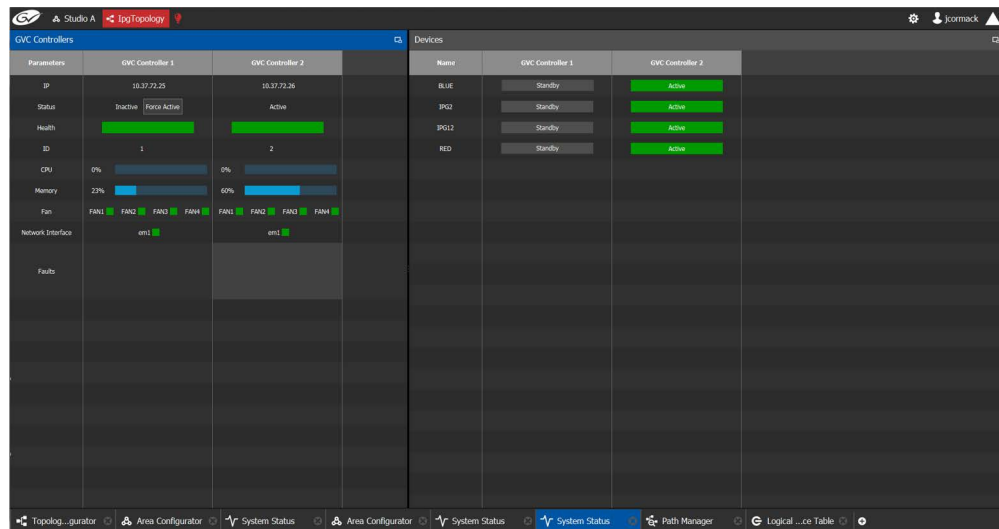 GV Studio A IpgTopology jcormack
GVC Controllers
Parameters GVC Controller 1 GVC Controller 2
IP 10.37.72.25 10.37.72.26
Status Inactive Force Active Active
Health
ID 1 2
CPU 0% 0%
Memory 23% 60%
Fan FAN1 FAN2 FAN3 FAN4 FAN1 FAN2 FAN3 FAN4
Network Interface em1 em1
Faults
Devices
Name GVC Controller 1 GVC Controller 2
BLUE Standby Active
IPG2 Standby Active
IPG12 Standby Active
RED Standby Active
Topolog...gurator Area Configurator System Status Area Configurator System Status System Status Path Manager Logical ...ce Table